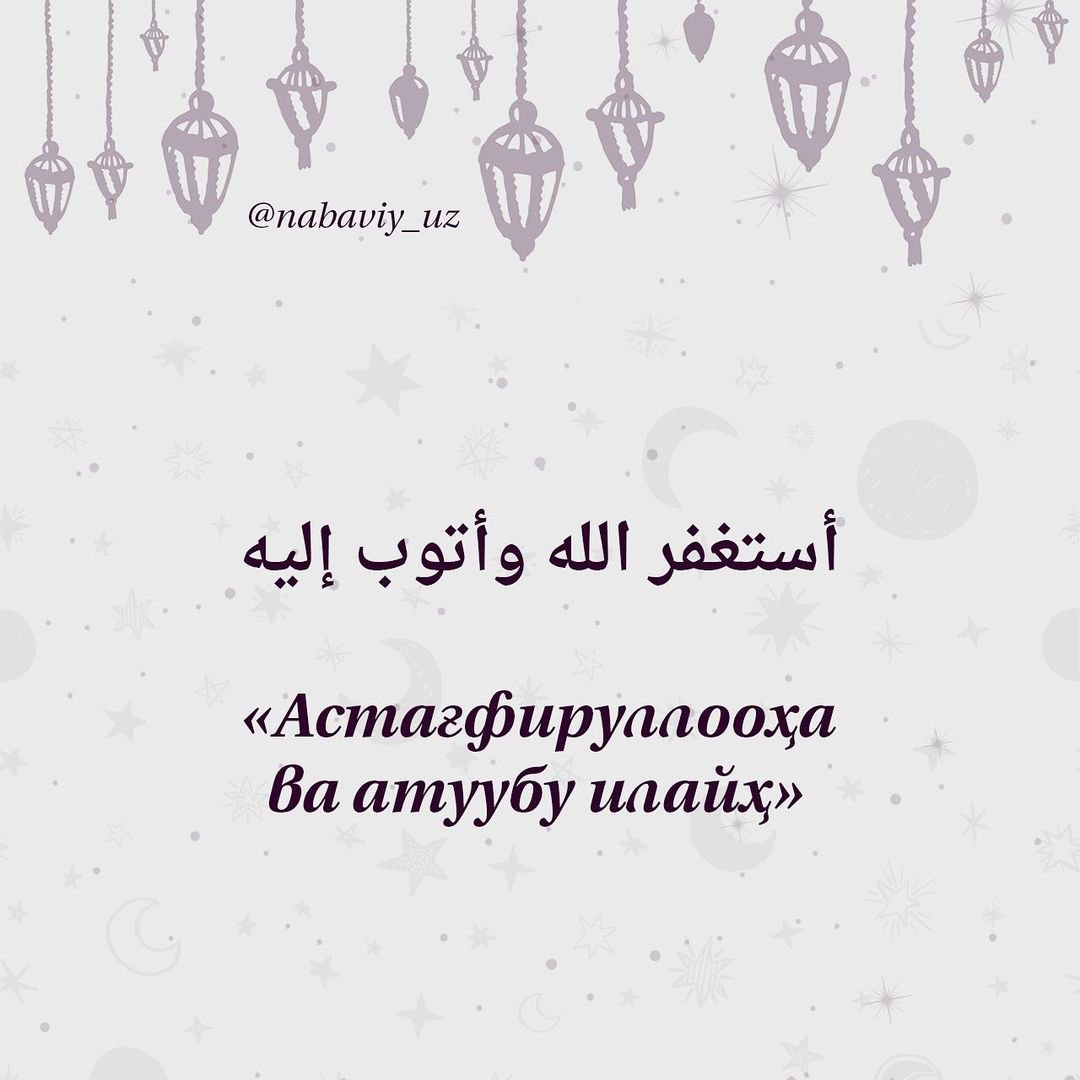 @nabaviy_uz
أستغفر الله وأتوب إليه
«Астағфируллооҳа
ва атуубу илайҳ»